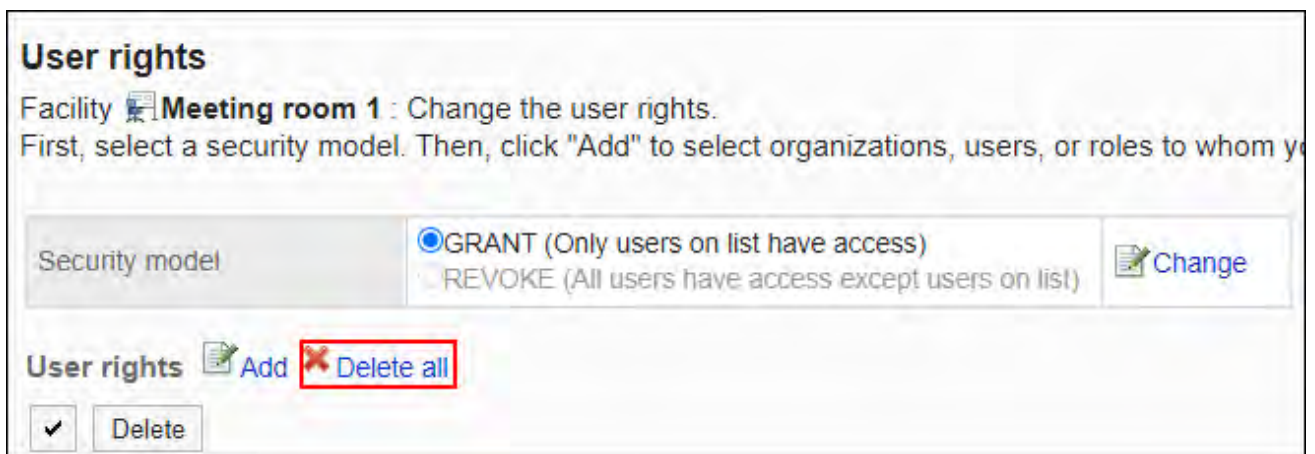 User rights
Facility Meeting room 1 : Change the user rights.
First, select a security model. Then, click "Add" to select organizations, users, or roles to whom
Security model
GRANT (Only users on list have access)
REVOKE (All users have access except users on list)
Change
User rights Add Delete all
Delete